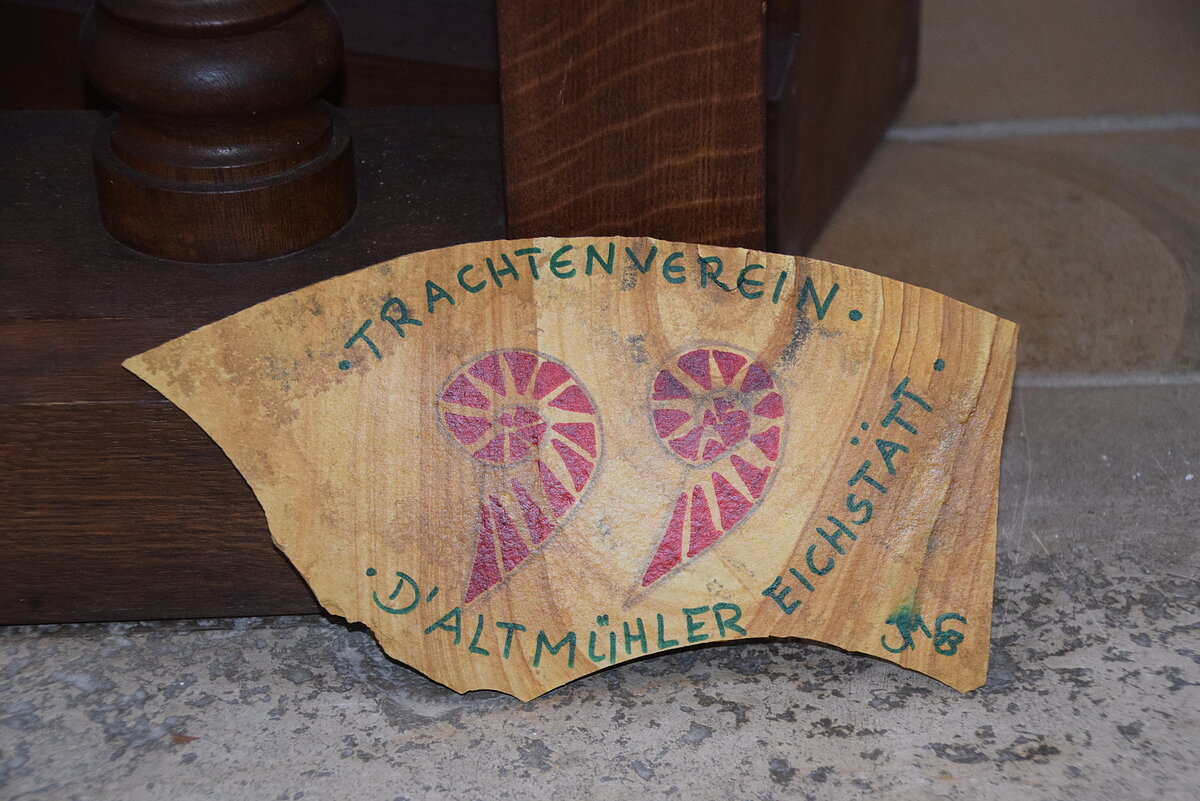 ·TRACHTENVEREIN·
·D'ALTMÜHLER EICHSTÄTT·